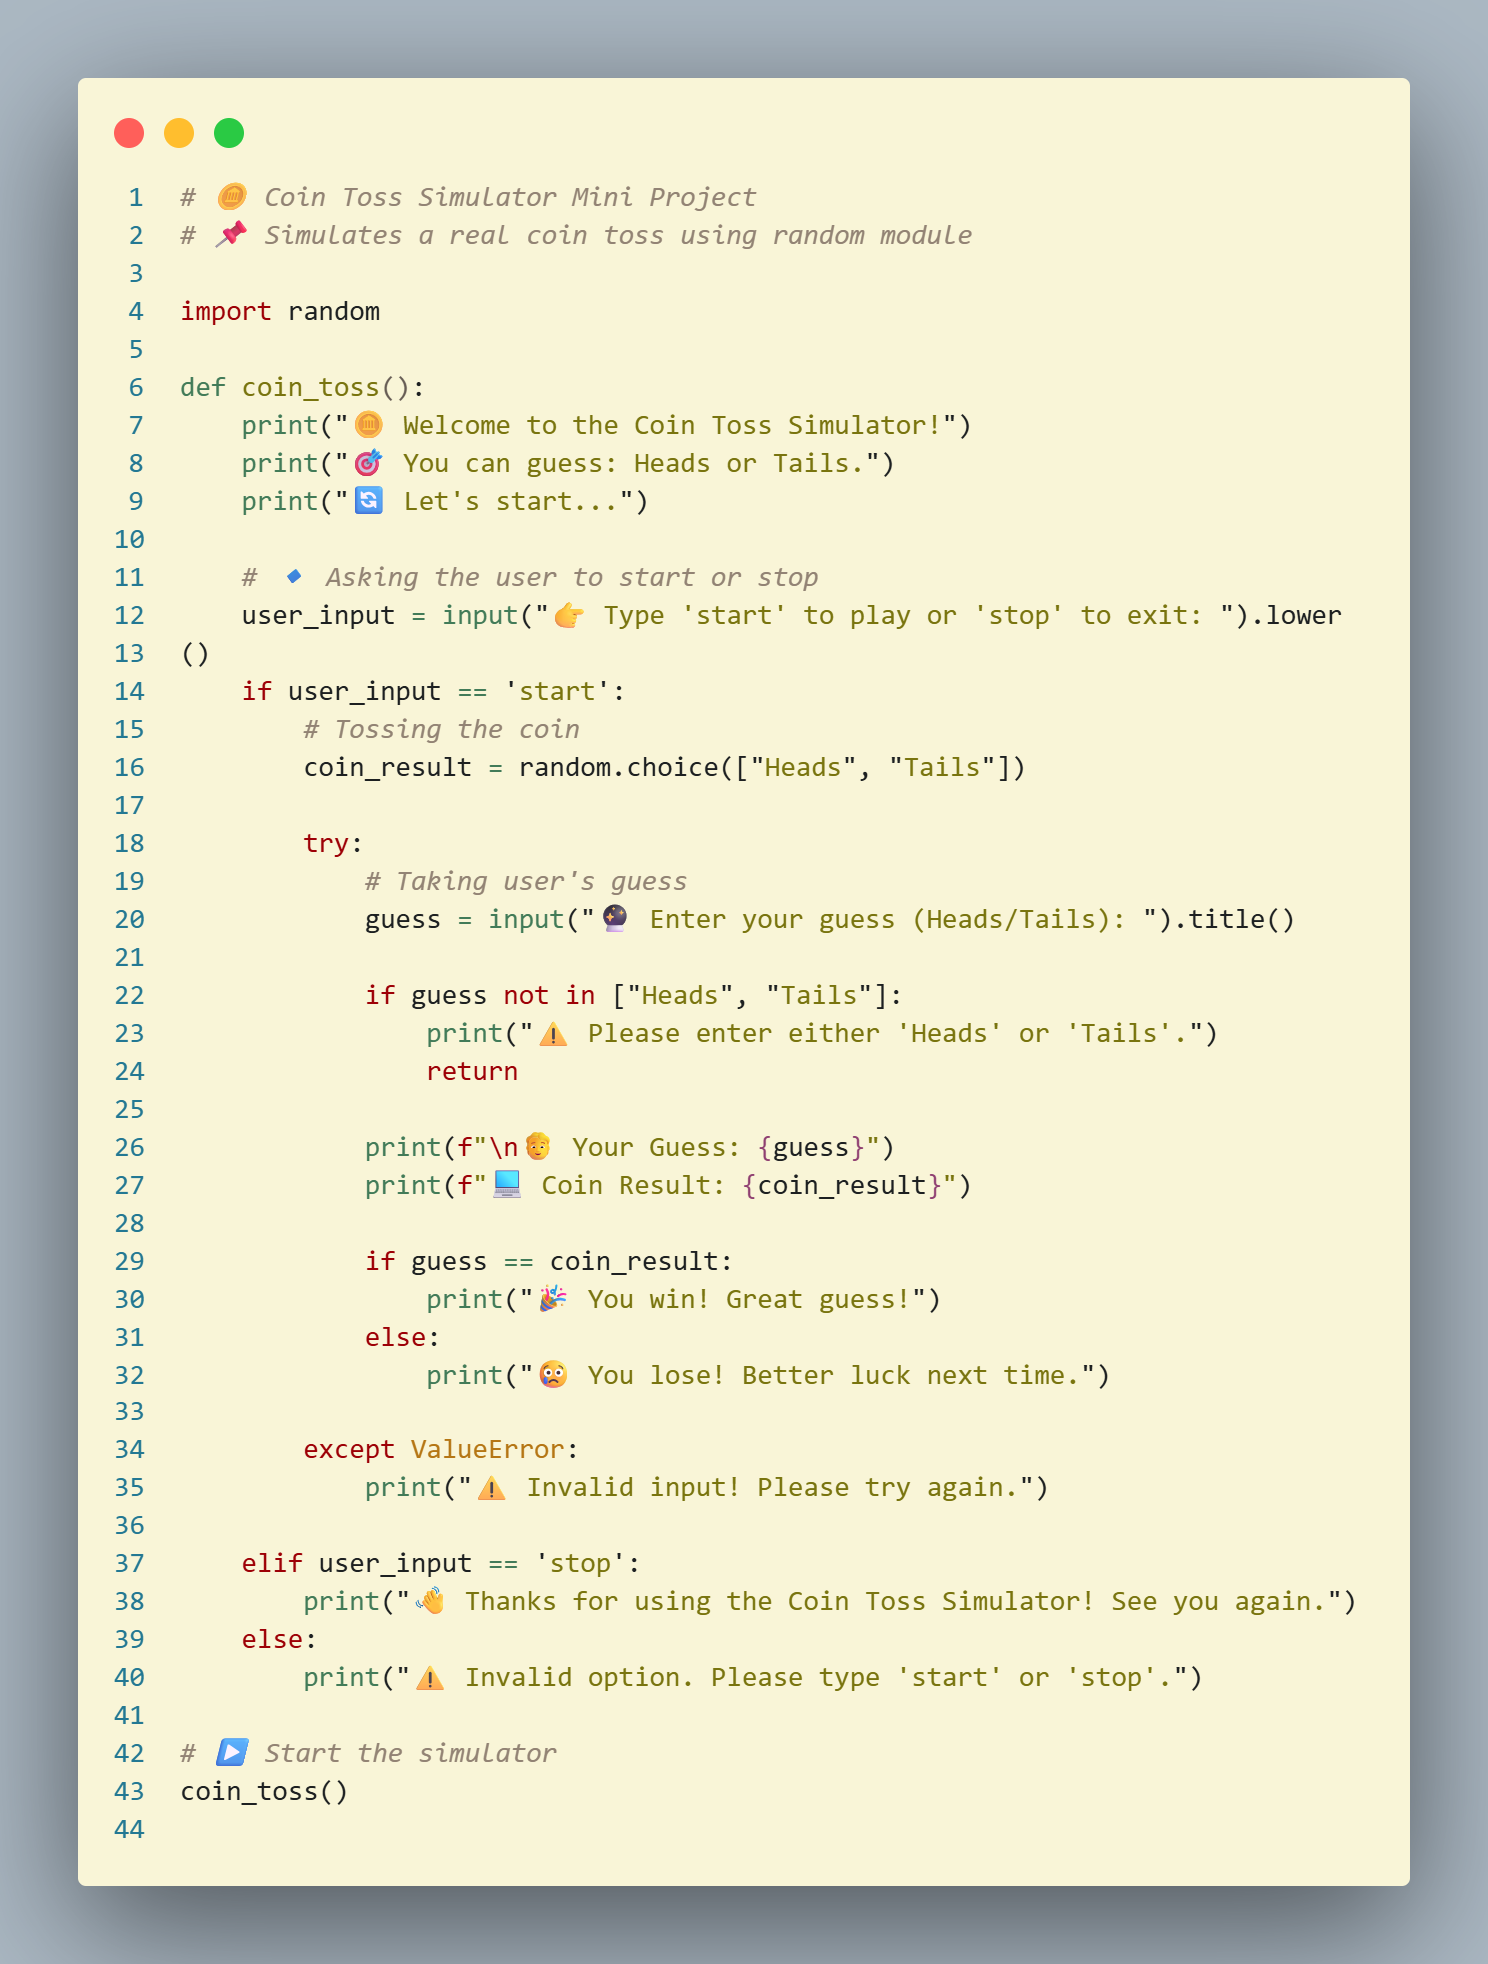 1 # 🪙 Coin Toss Simulator Mini Project
2 # 📌 Simulates a real coin toss using random module
3
4 import random
5
6 def coin_toss():
7     print("🪙 Welcome to the Coin Toss Simulator!")
8     print("🎯 You can guess: Heads or Tails.")
9     print("🔄 Let's start...")
10
11     # 🔹 Asking the user to start or stop
12     user_input = input("👉 Type 'start' to play or 'stop' to exit: ").lower
13 ()
14     if user_input == 'start':
15         # Tossing the coin
16         coin_result = random.choice(["Heads", "Tails"])
17
18         try:
19             # Taking user's guess
20             guess = input("🔮 Enter your guess (Heads/Tails): ").title()
21
22             if guess not in ["Heads", "Tails"]:
23                 print("⚠️ Please enter either 'Heads' or 'Tails'.")
24                 return
25
26             print(f"\n🧑 Your Guess: {guess}")
27             print(f"💻 Coin Result: {coin_result}")
28
29             if guess == coin_result:
30                 print("🎉 You win! Great guess!")
31             else:
32                 print("😢 You lose! Better luck next time.")
33
34         except ValueError:
35             print("⚠️ Invalid input! Please try again.")
36
37     elif user_input == 'stop':
38         print("👋 Thanks for using the Coin Toss Simulator! See you again.")
39     else:
40         print("⚠️ Invalid option. Please type 'start' or 'stop'.")
41
42 # ▶️ Start the simulator
43 coin_toss()
44